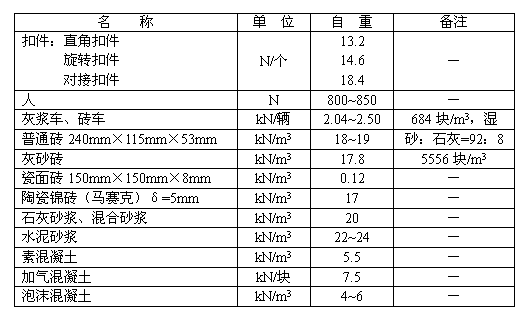 名 称 单 位 自 重 备注
扣件：直角扣件 13.2
旋转扣件 N/个 14.6 —
对接扣件 18.4
人 N 800~850 —
灰浆车、砖车 kN/辆 2.04~2.50 684 块/m³，湿
普通砖 240mm×115mm×53mm kN/m³ 18~19 砂：石灰=92：8
灰砂砖 kN/m³ 17.8 5556 块/m³
瓷面砖 150mm×150mm×8mm kN/m³ 0.12 —
陶瓷锦砖（马赛克）δ=5mm kN/m³ 17 —
石灰砂浆、混合砂浆 kN/m³ 20 —
水泥砂浆 kN/m³ 22~24 —
素混凝土 kN/m³ 5.5 —
加气混凝土 kN/块 7.5 —
泡沫混凝土 kN/m³ 4~6 —